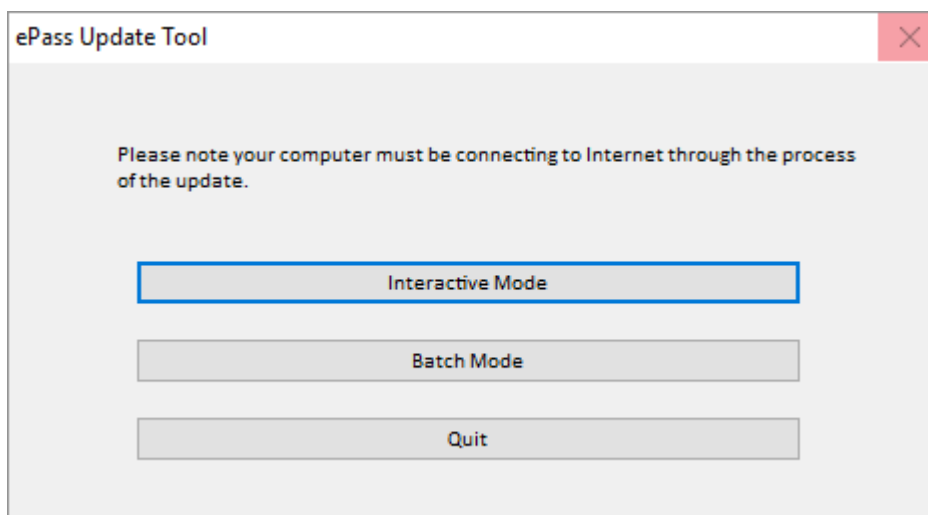 ePass Update Tool
Please note your computer must be connecting to Internet through the process
of the update.
Interactive Mode
Batch Mode
Quit